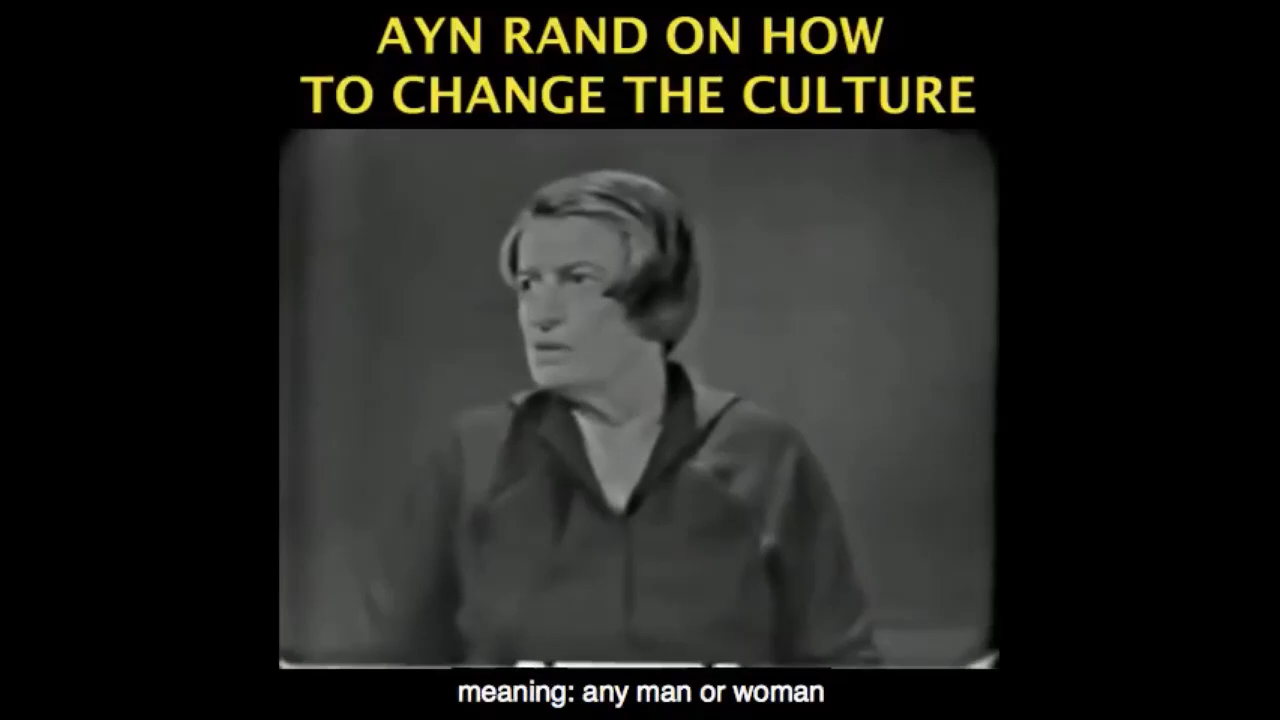 AYN RAND ON HOW
TO CHANGE THE CULTURE
meaning: any man or woman